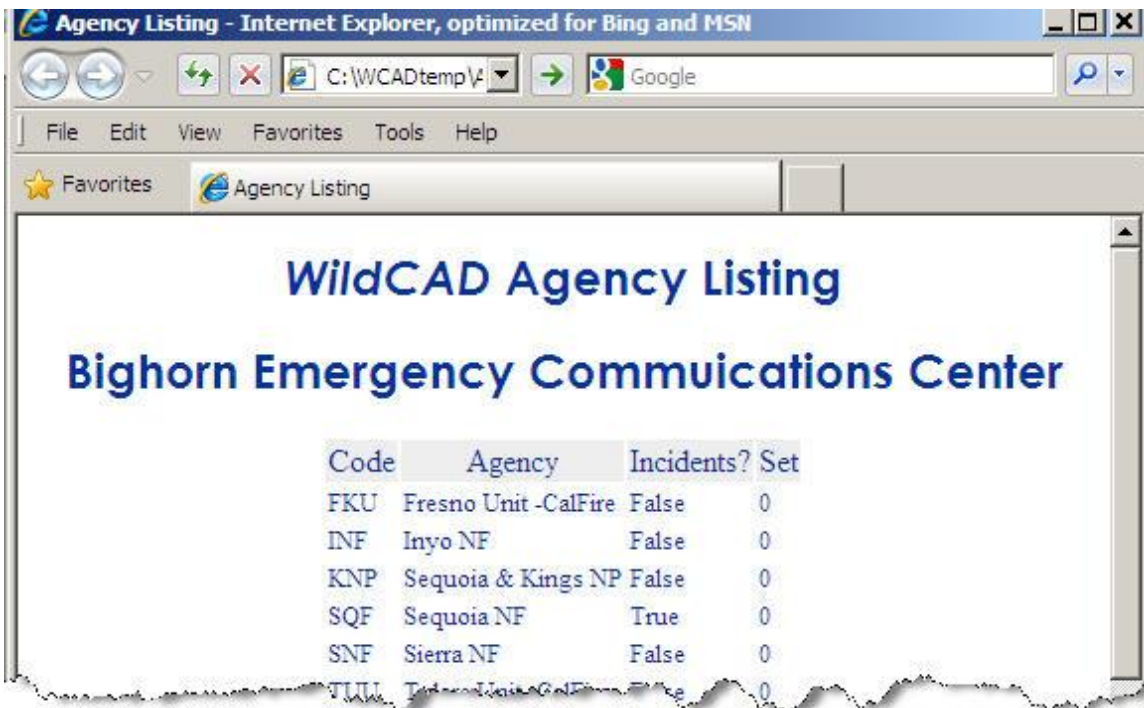 Agency Listing - Internet Explorer, optimized for Bing and MSN
C:\WCADtemp\A Google
File Edit View Favorites Tools Help
Favorites Agency Listing
WildCAD Agency Listing
Bighorn Emergency Commuications Center
Code Agency Incidents? Set
FKU Fresno Unit -CalFire False 0
INF Inyo NF False 0
KNP Sequoia & Kings NP False 0
SQF Sequoia NF True 0
SNF Sierra NF False 0
0